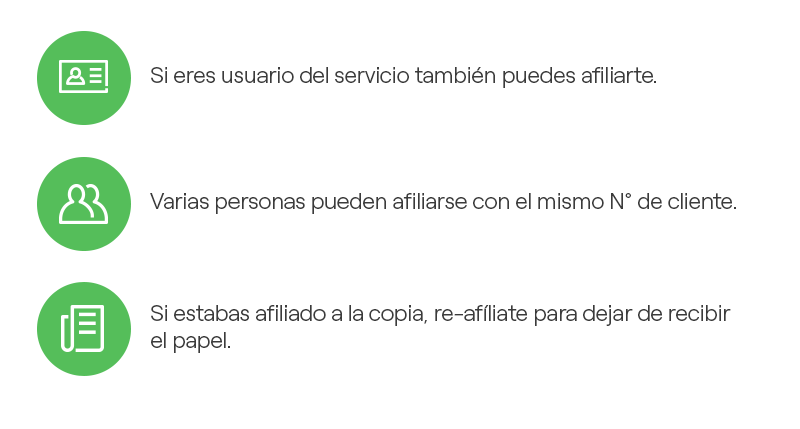 Si eres usuario del servicio también puedes afiliarte.
Varias personas pueden afiliarse con el mismo N° de cliente.
Si estabas afiliado a la copia, re-afíliate para dejar de recibir
el papel.